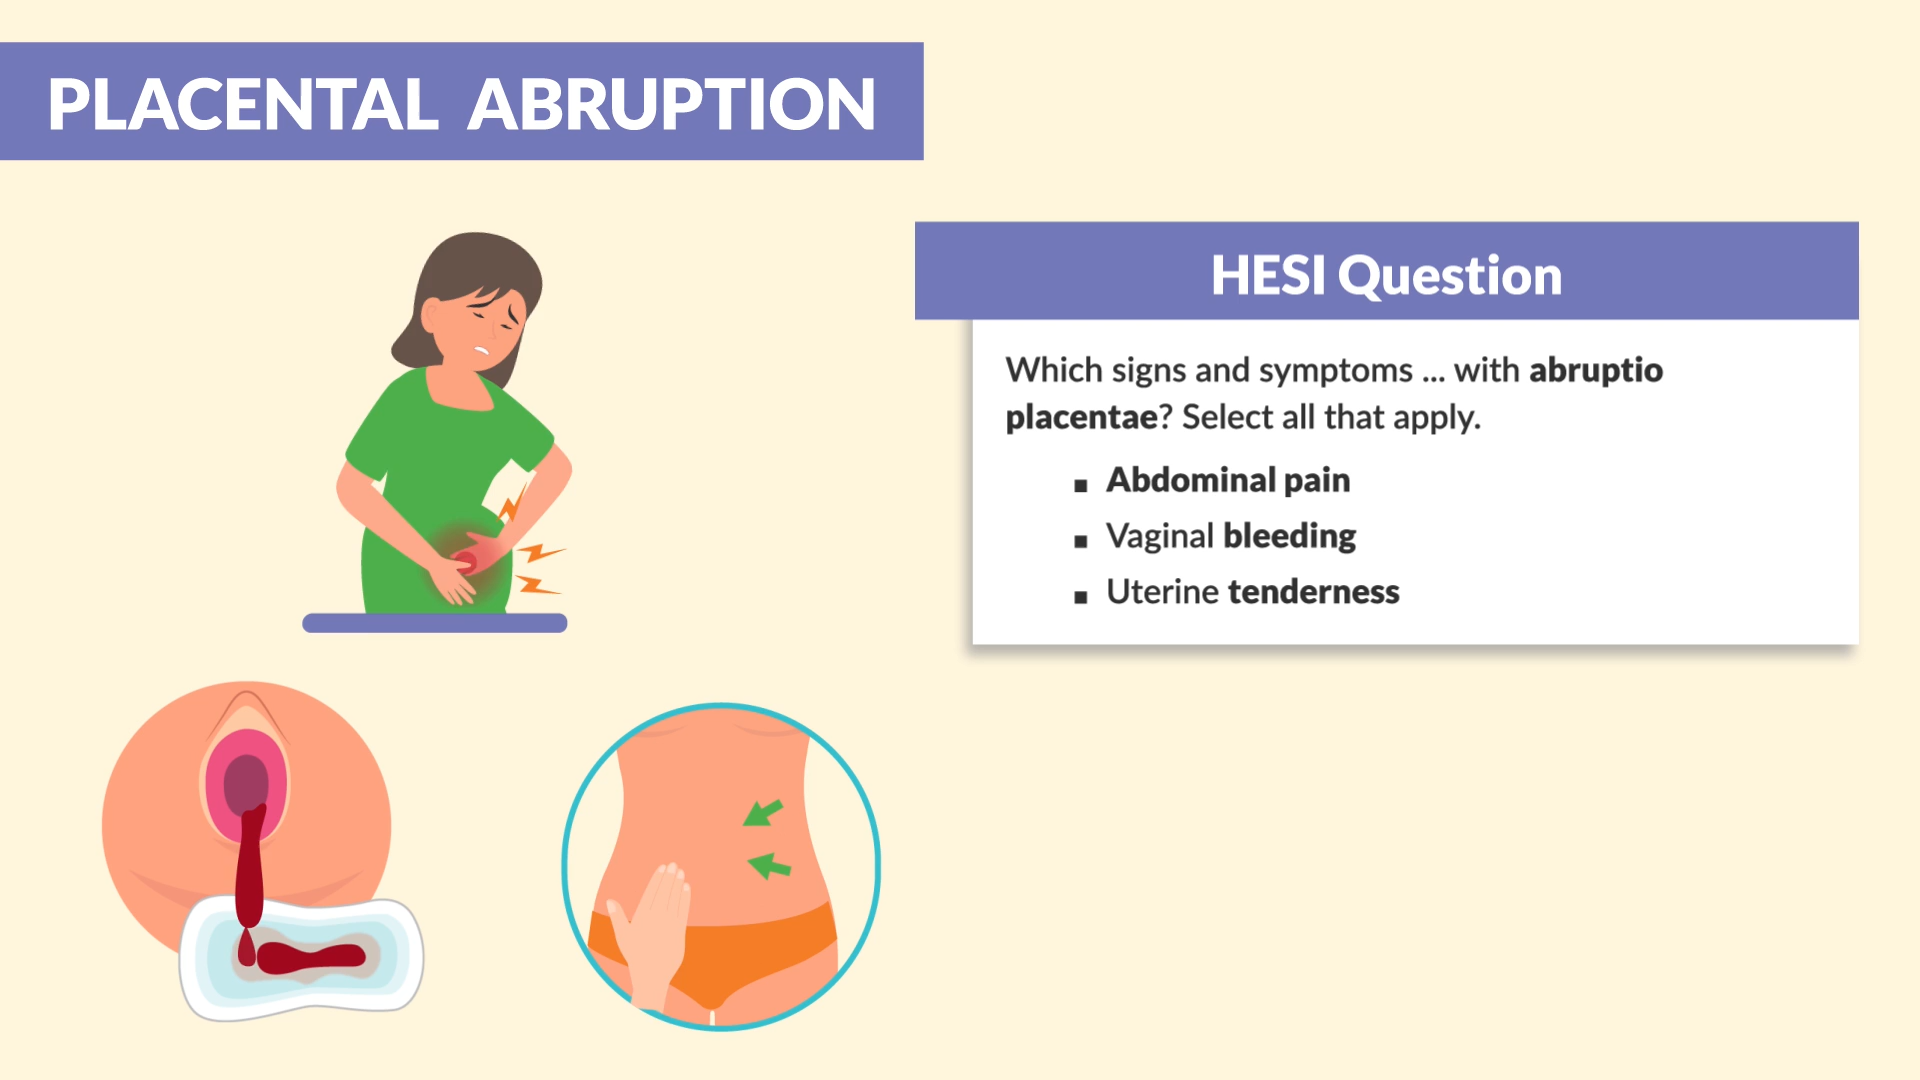 PLACENTAL ABRUPTION
HESI Question
Which signs and symptoms ... with abruptio
placentae? Select all that apply.
▪ Abdominal pain
▪ Vaginal bleeding
▪ Uterine tenderness